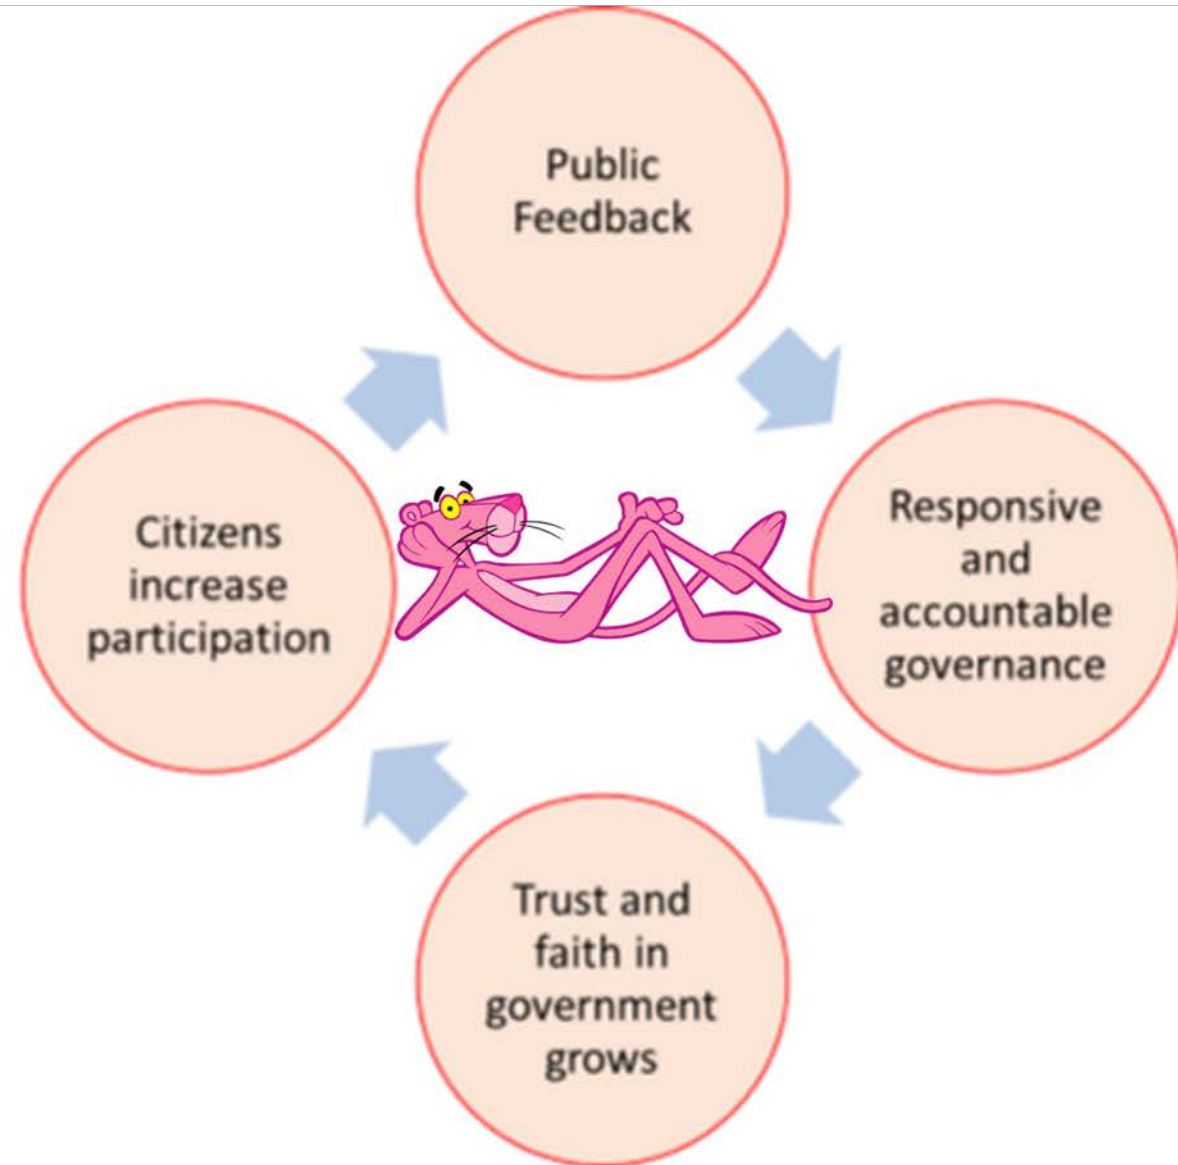 Public
Feedback
Responsive
and
accountable
governance
Trust and
faith in
government
grows
Citizens
increase
participation